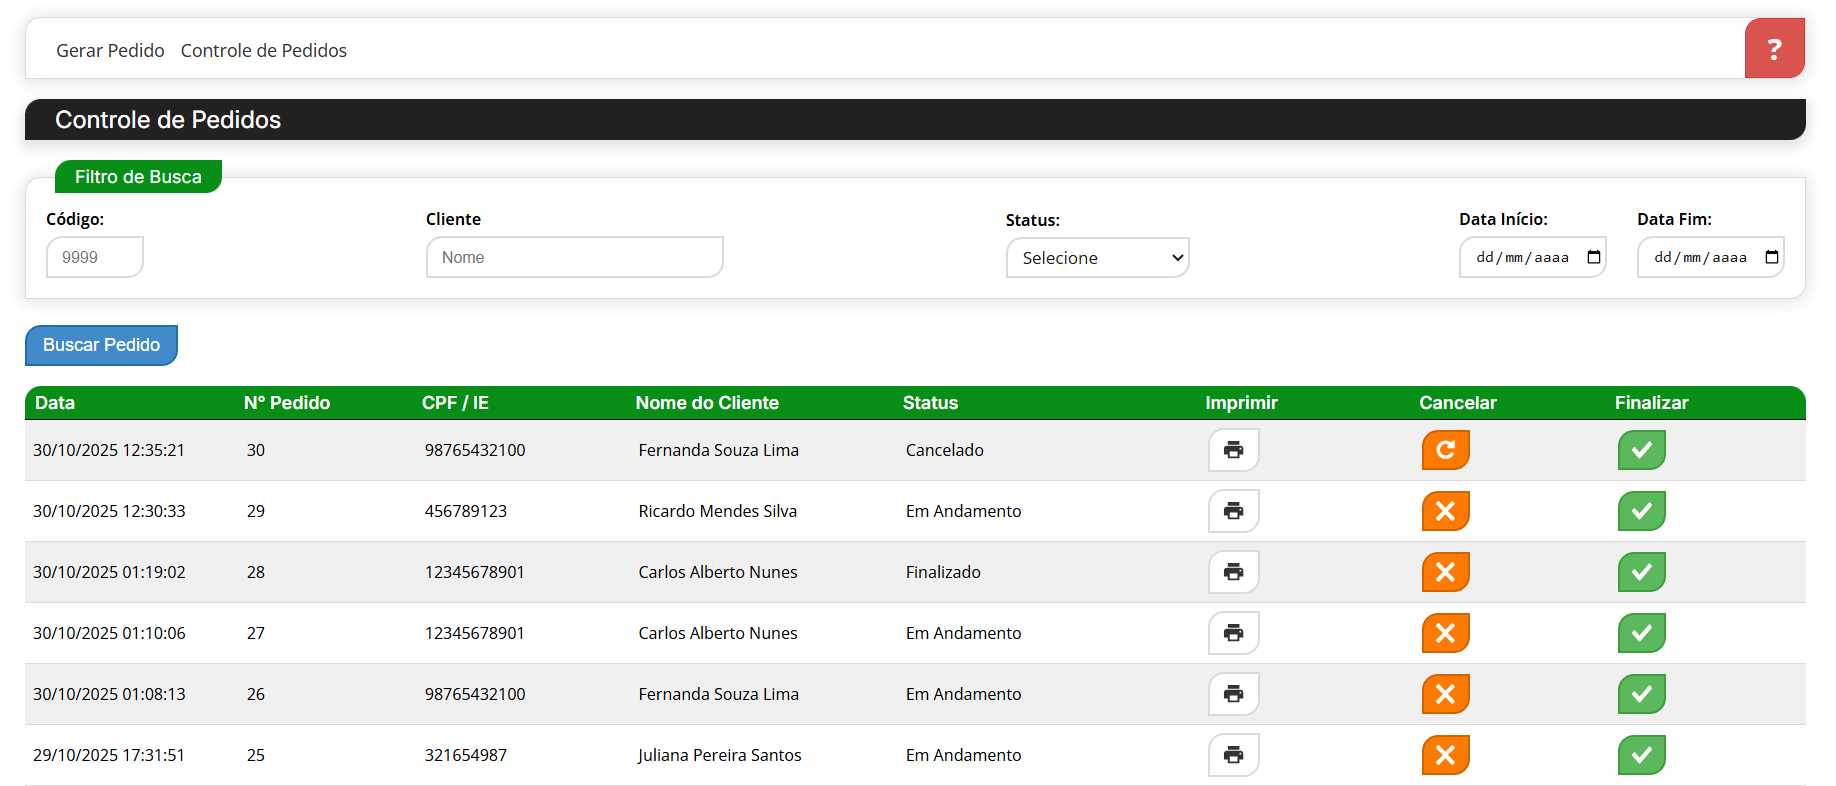 Gerar Pedido Controle de Pedidos ?
Controle de Pedidos
Filtro de Busca
Código: Cliente Status: Data Início: Data Fim:
9999 Nome Selecione dd/mm/aaaa dd/mm/aaaa
Buscar Pedido
Data N° Pedido CPF / IE Nome do Cliente Status Imprimir Cancelar Finalizar
30/10/2025 12:35:21 30 98765432100 Fernanda Souza Lima Cancelado
30/10/2025 12:30:33 29 456789123 Ricardo Mendes Silva Em Andamento
30/10/2025 01:19:02 28 12345678901 Carlos Alberto Nunes Finalizado
30/10/2025 01:10:06 27 12345678901 Carlos Alberto Nunes Em Andamento
30/10/2025 01:08:13 26 98765432100 Fernanda Souza Lima Em Andamento
29/10/2025 17:31:51 25 321654987 Juliana Pereira Santos Em Andamento